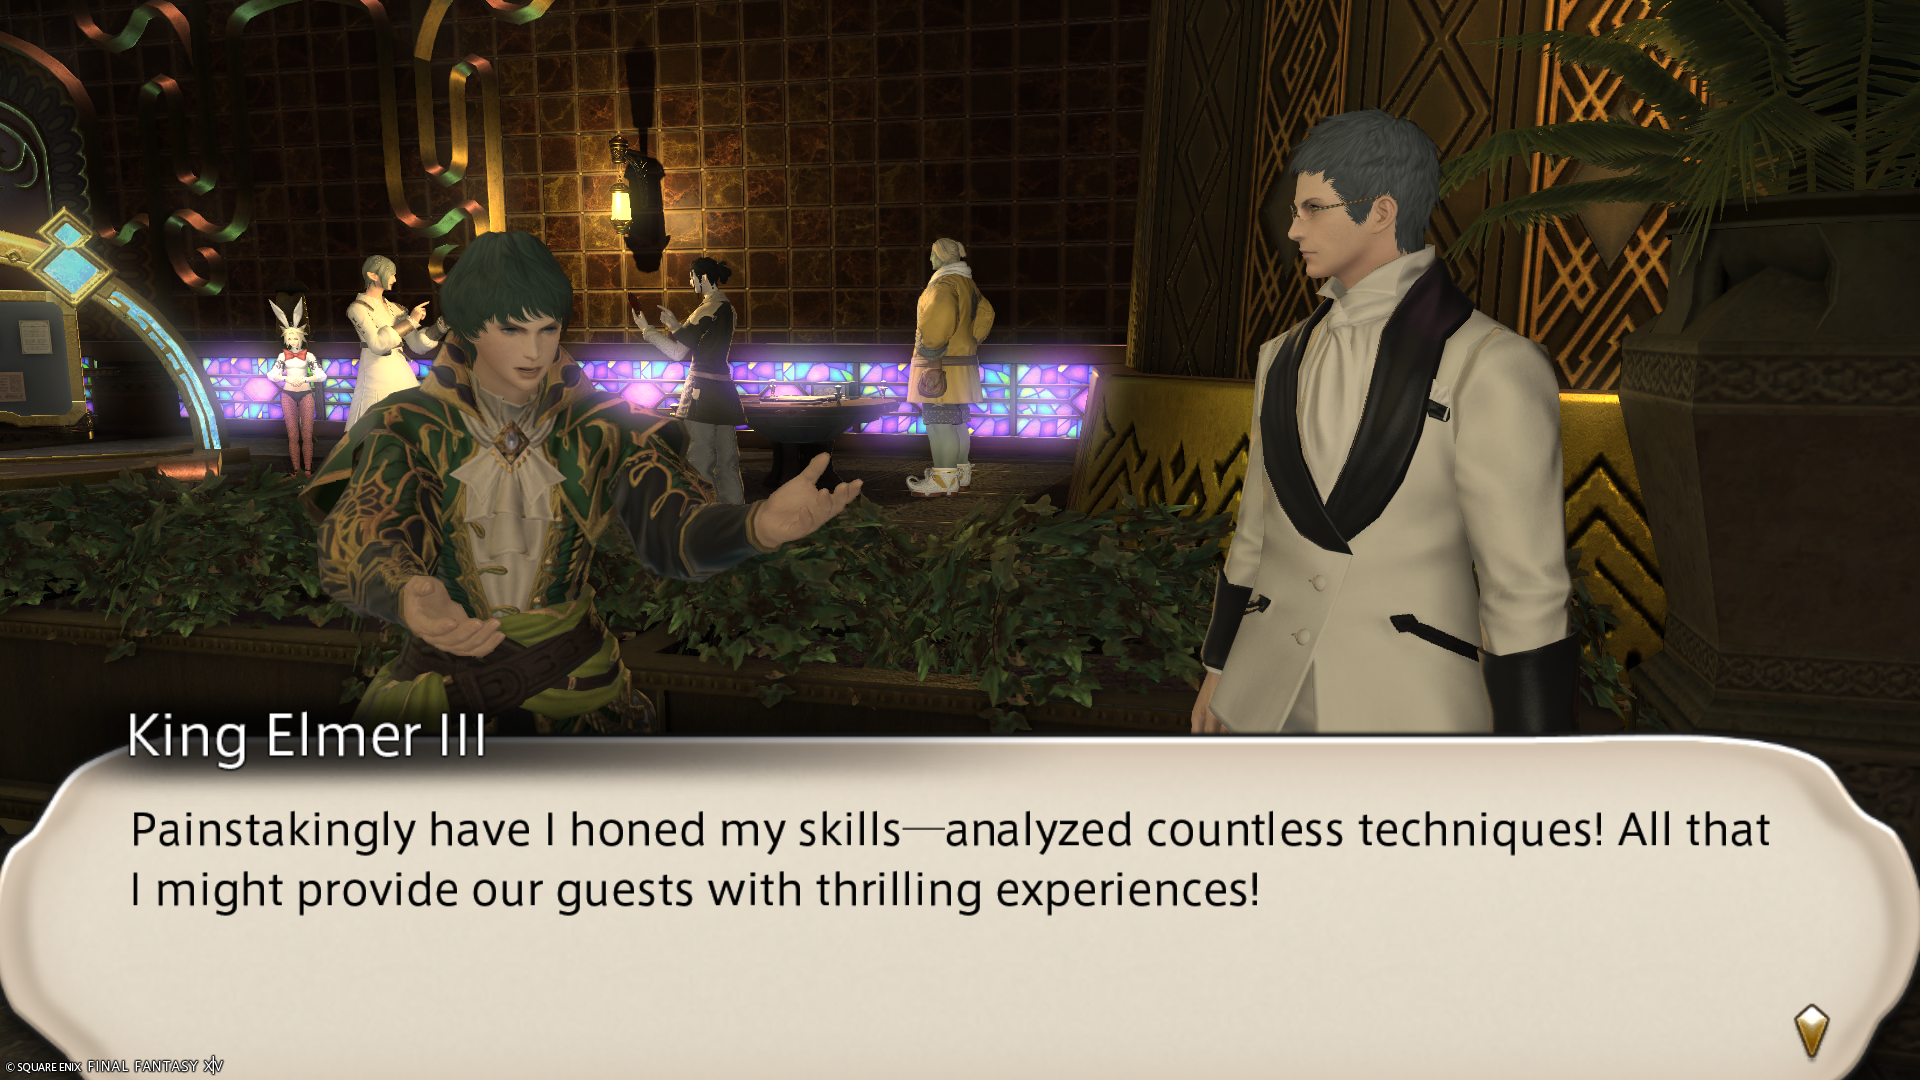 King Elmer III
Painstakingly have I honed my skills—analyzed countless techniques! All that
I might provide our guests with thrilling experiences!
© SQUARE ENIX FINAL FANTASY XIV